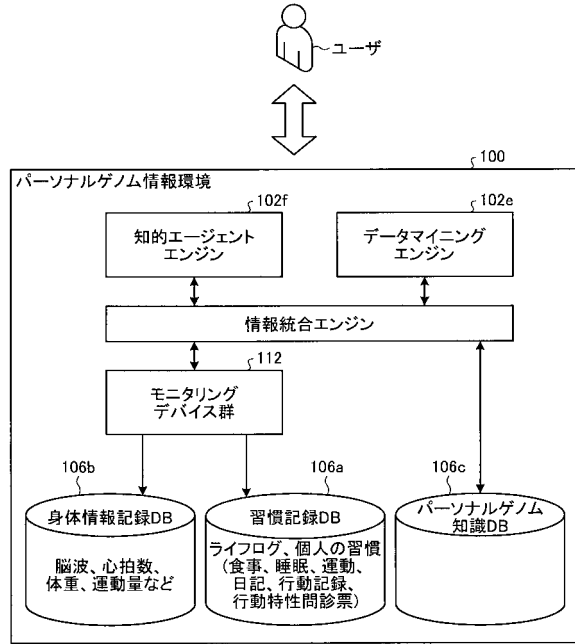 ユーザ
100
パーソナルゲノム情報環境
102f
知的エージェント
エンジン
102e
データマイニング
エンジン
情報統合エンジン
112
モニタリング
デバイス群
106b
身体情報記録DB
脳波、心拍数、
体重、運動量など
106a
習慣記録DB
ライフログ、個人の習慣
(食事、睡眠、運動、
日記、行動記録、
行動特性問診票)
106c
パーソナルゲノム
知識DB